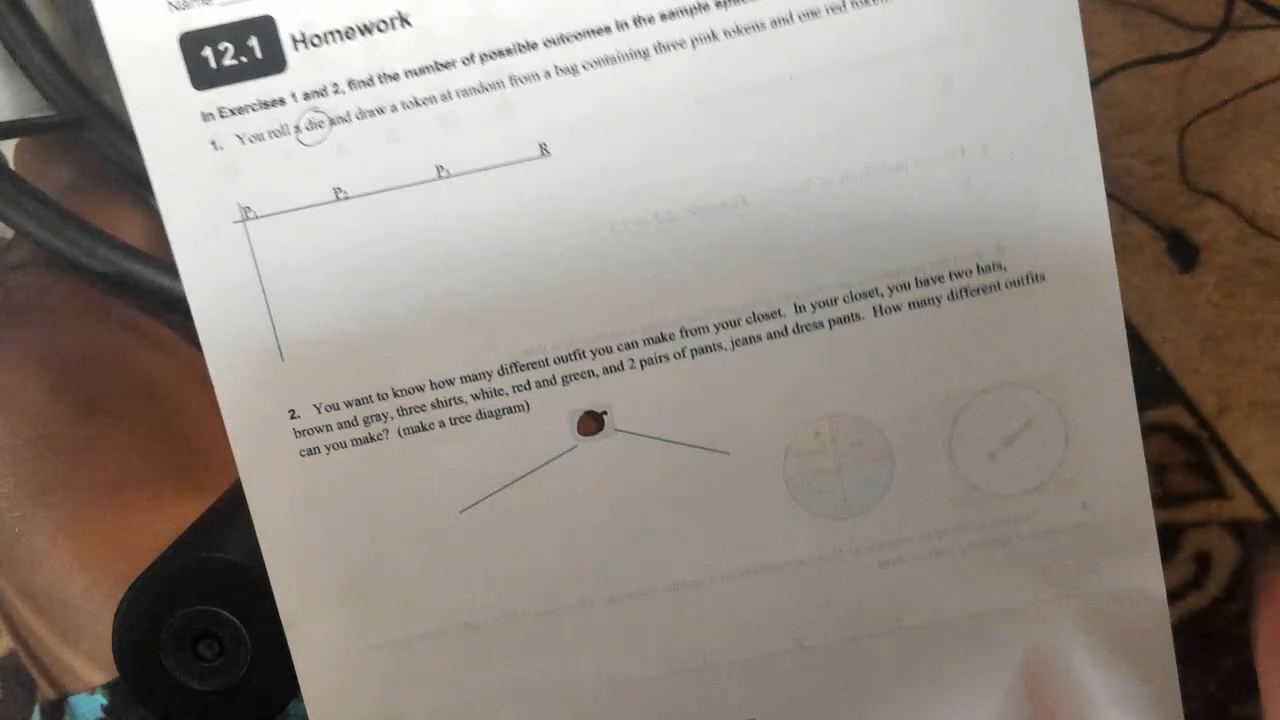 Name
12.1 Homework
In Exercises 1 and 2, find the number of possible outcomes in the sample
1. You roll a die and draw a token at random from a bag containing three pink tokens and one red
P₁ P₂ P₃ R
2. You want to know how many different outfit you can make from your closet. In your closet, you have two hats,
brown and gray, three shirts, white, red and green, and 2 pairs of pants, jeans and dress pants. How many different outfits
can you make? (make a tree diagram)